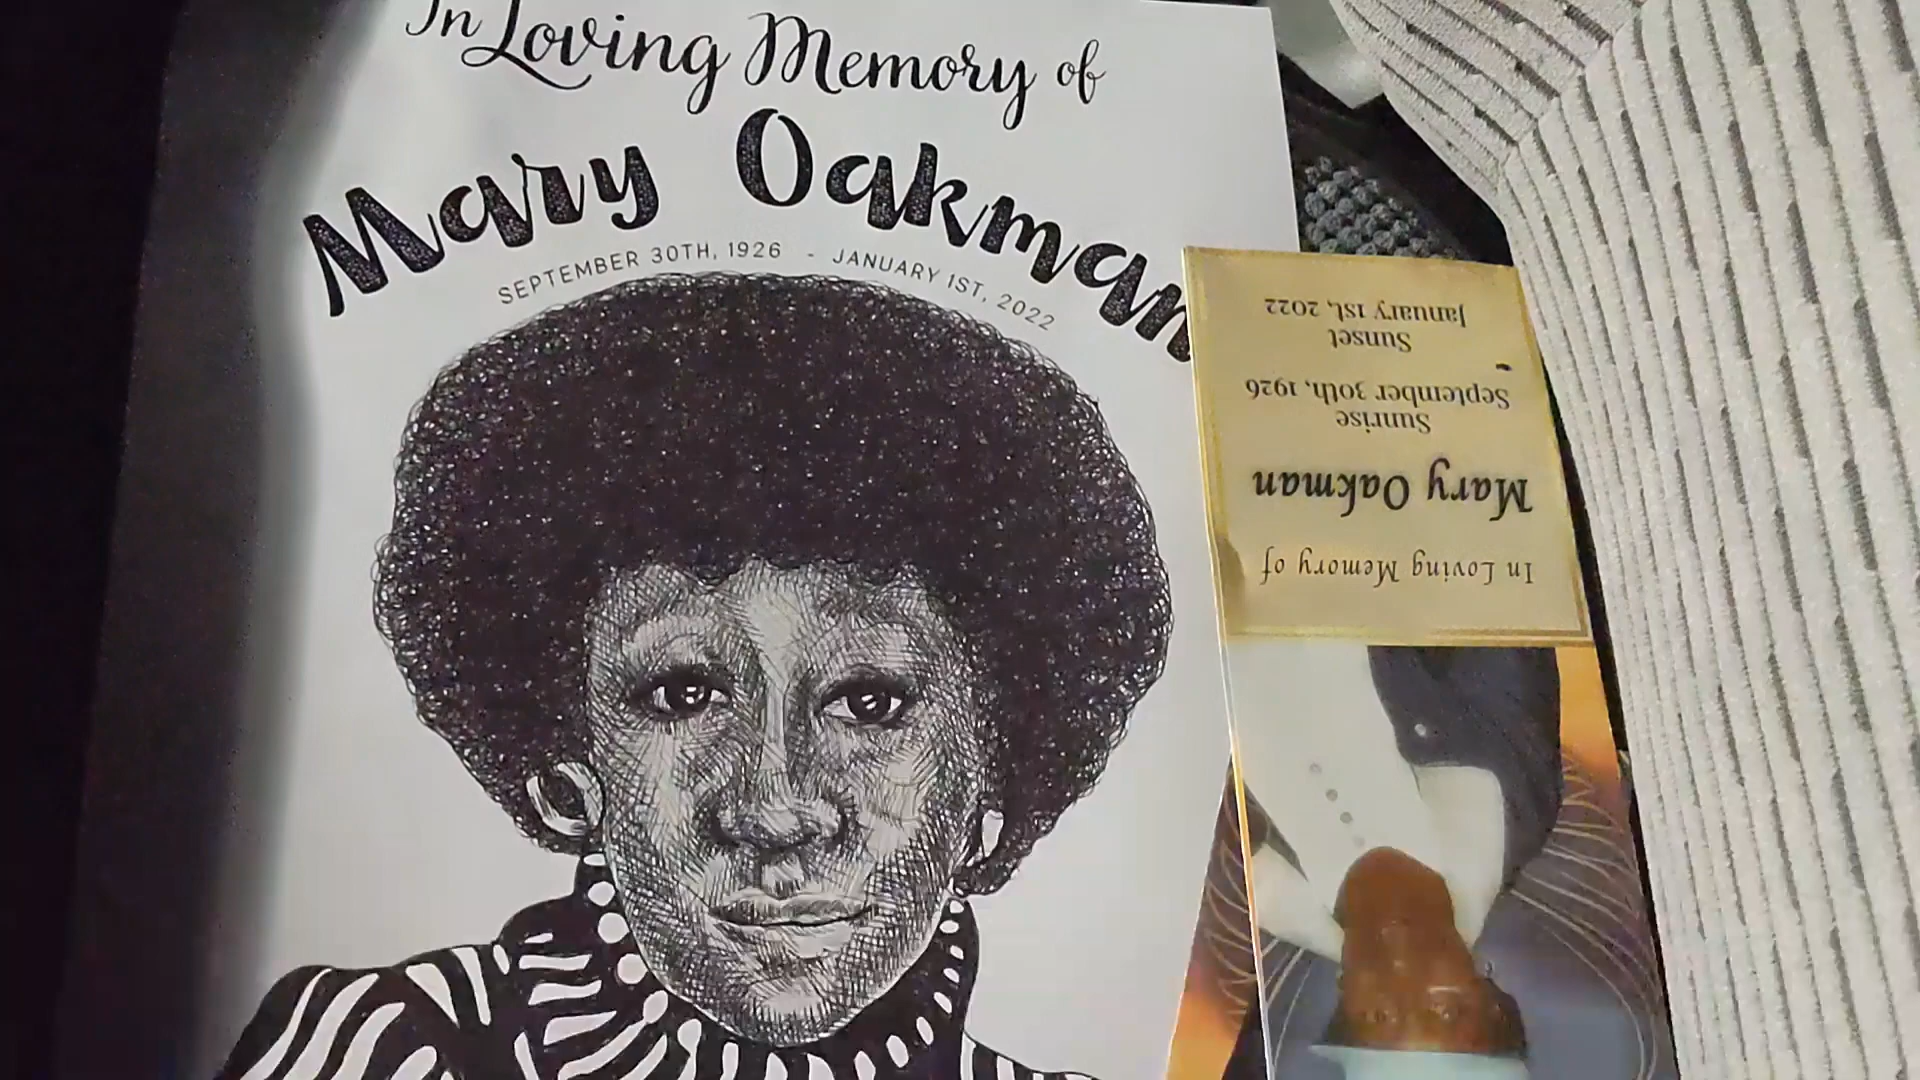 In Loving Memory of
Mary Oakman
SEPTEMBER 30TH, 1926 - JANUARY 1ST, 2022
In Loving Memory of
Mary Oakman
Sunrise
September 30th, 1926
Sunset
January 1st, 2022